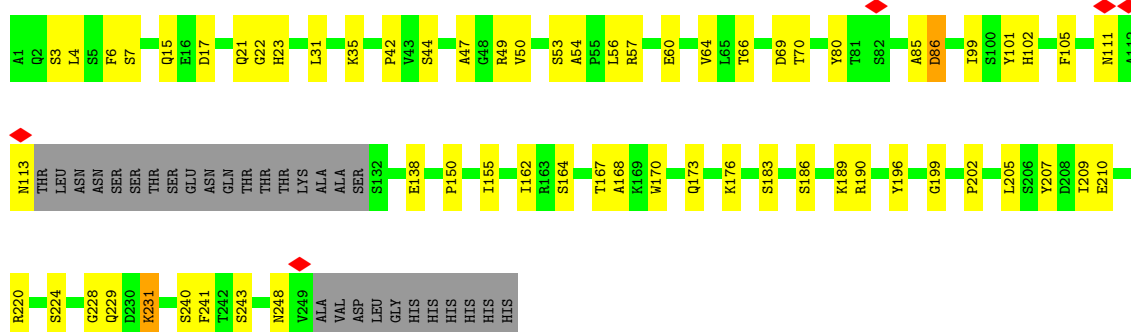 A1 Q2 S3 L4 S5 F6 S7 Q15 E16 D17 Q21 G22 H23 L31 K35 P42 V43 S44 A47 G48 R49 V50 S53 A54 P55 L56 R57 E60 V64 L65 T66 D69 T70 Y80 T81 S82 A85 D86 I99 S100 Y101 H102 F105 N111 A112
N113 THR LEU ASN ASN SER SER THR SER GLU ASN GLN THR THR THR LYS ALA ALA SER S132 E138 P150 I155 I162 R163 S164 T167 A168 K169 W170 Q173 K176 S183 S186 K189 R190 Y196 G199 P202 L205 S206 Y207 D208 I209 E210
R220 S224 G228 Q229 D230 K231 S240 F241 T242 S243 N248 V249 ALA VAL ASP LEU GLY HIS HIS HIS HIS HIS HIS